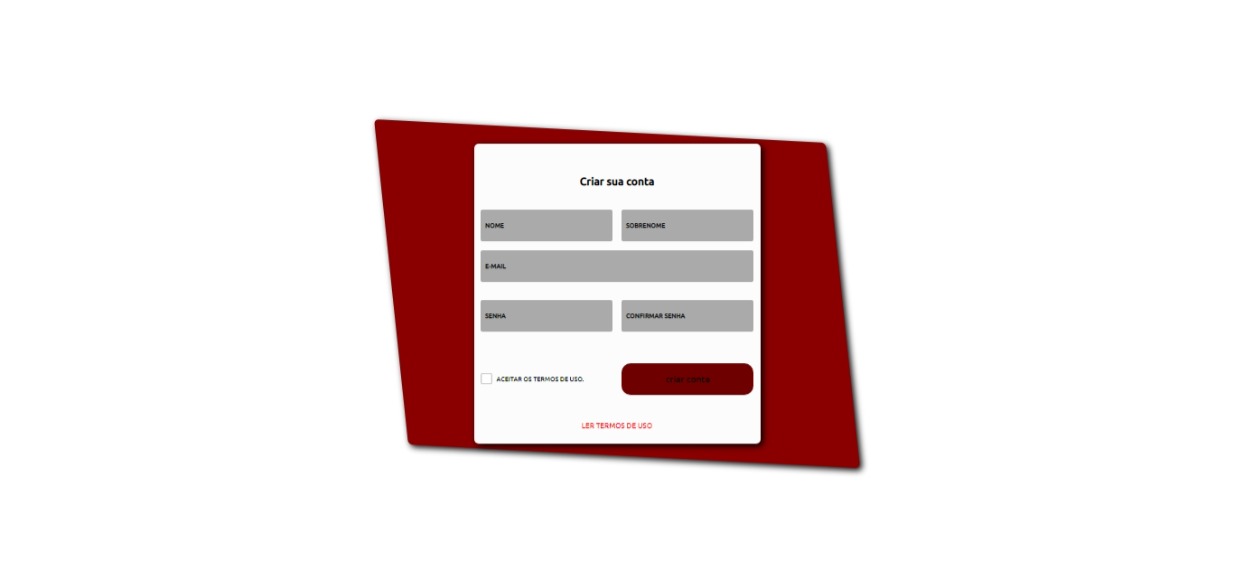 Criar sua conta
NOME SOBRENOME
E-MAIL
SENHA CONFIRMAR SENHA
ACEITAR OS TERMOS DE USO. Criar conta
LER TERMOS DE USO